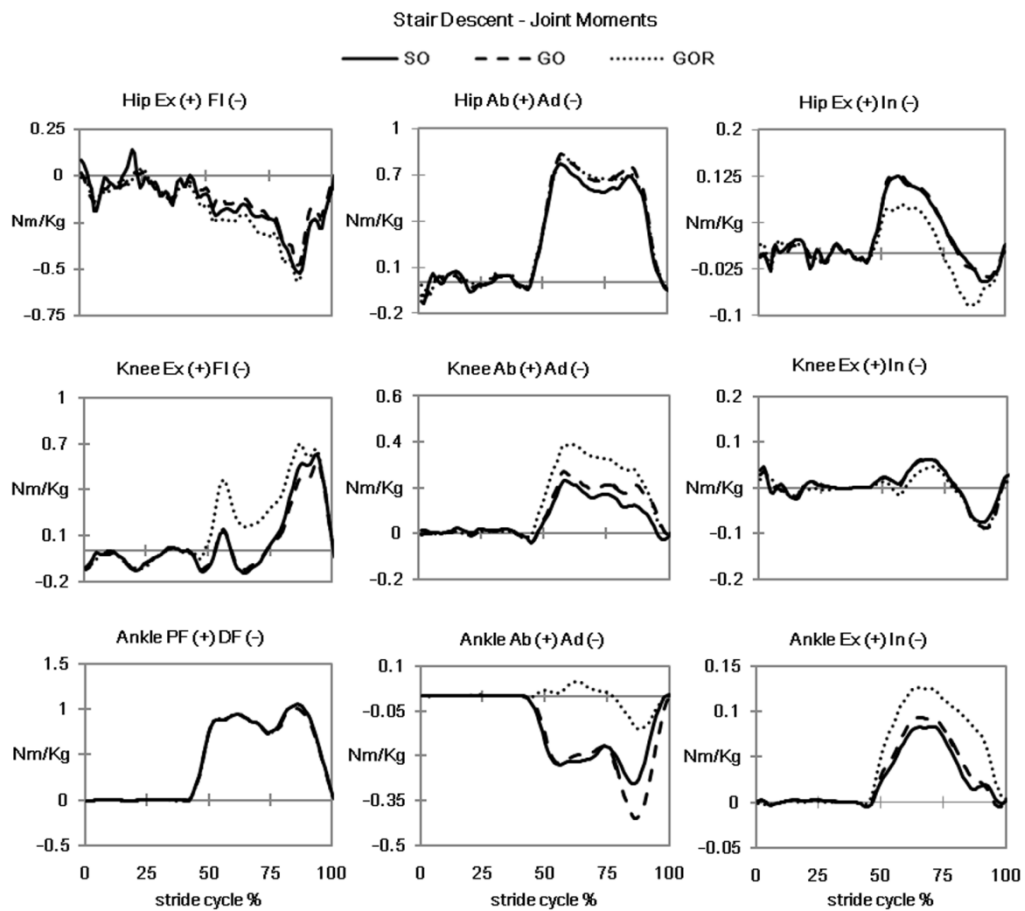 Stair Descent - Joint Moments
SO GO GOR
Hip Ex (+) Fl (-) Hip Ab (+) Ad (-) Hip Ex (+) In (-)
0.25
0
Nm/Kg
-0.5
-0.75
1
0.7
Nm/Kg
0.1
-0.2
0.2
0.125
Nm/Kg
-0.025
-0.1
Knee Ex (+) Fl (-) Knee Ab (+) Ad (-) Knee Ex (+) In (-)
1
0.7
Nm/Kg
0.1
-0.2
0.6
0.4
Nm/Kg
0
-0.2
0.2
0.1
Nm/Kg
-0.1
-0.2
Ankle PF (+) DF (-) Ankle Ab (+) Ad (-) Ankle Ex (+) In (-)
1.5
1
Nm/Kg
0
-0.5
0.1
-0.05
Nm/Kg
-0.35
-0.5
0.15
0.1
Nm/Kg
0
-0.05
0 25 50 75 100 0 25 50 75 100 0 25 50 75 100
stride cycle % stride cycle % stride cycle %